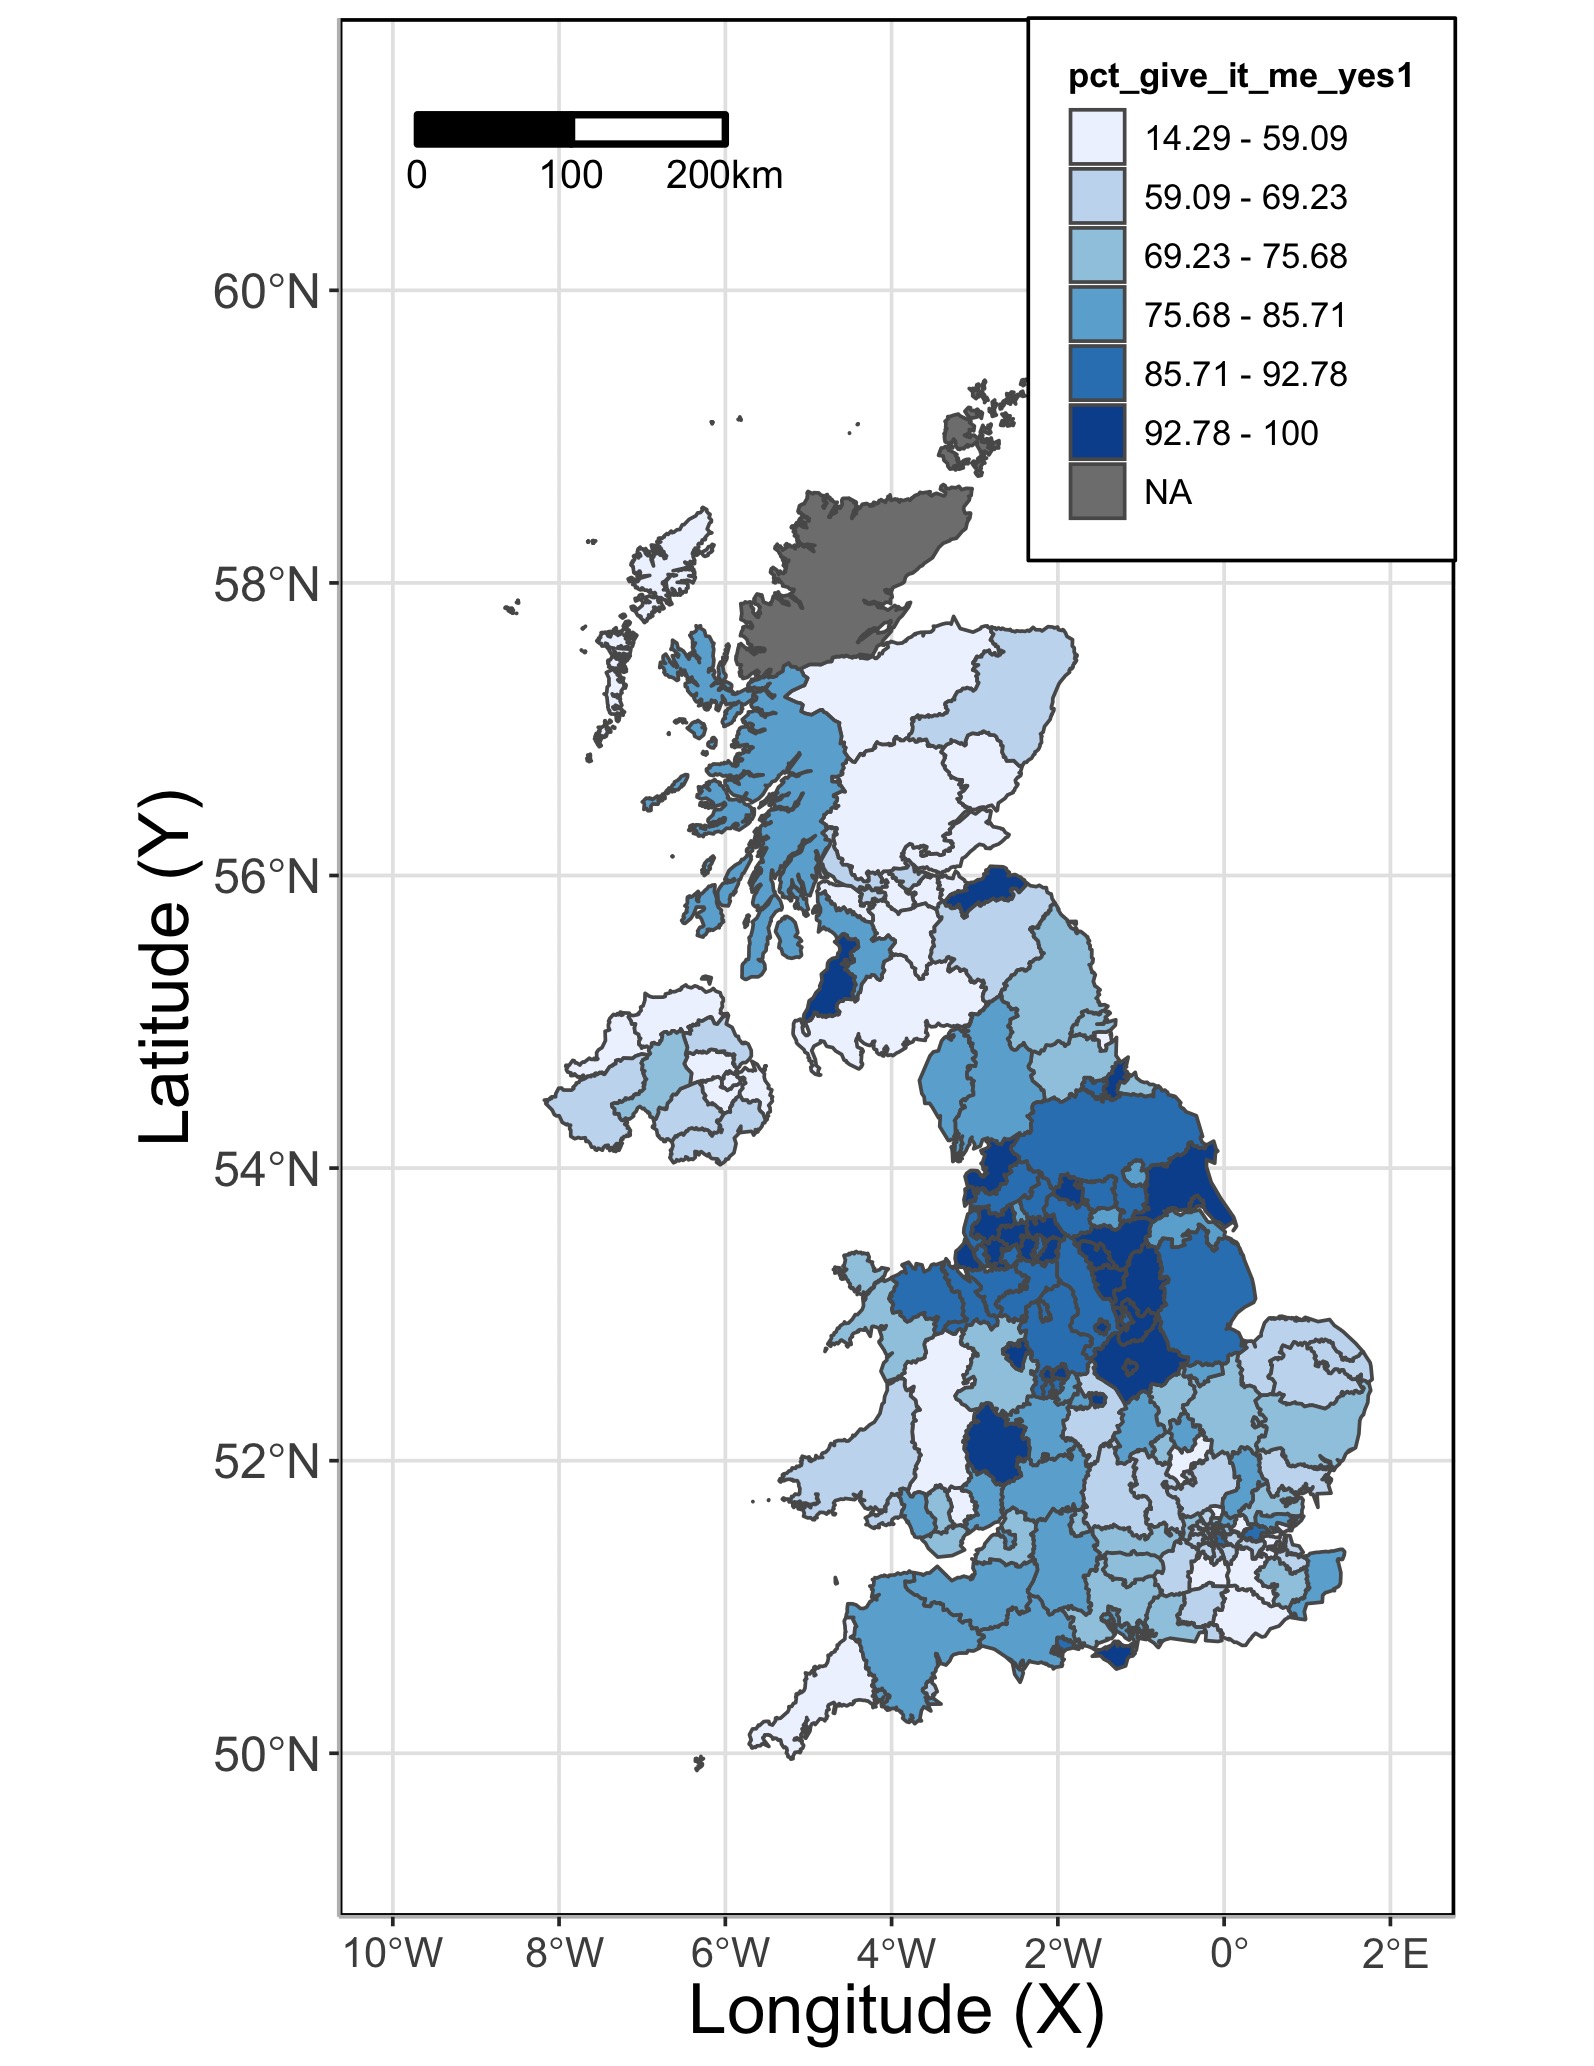 pct_give_it_me_yes1
14.29 - 59.09
59.09 - 69.23
69.23 - 75.68
75.68 - 85.71
85.71 - 92.78
92.78 - 100
NA
0 100 200km
60°N
58°N
56°N
54°N
52°N
50°N
Latitude (Y)
10°W 8°W 6°W 4°W 2°W 0° 2°E
Longitude (X)